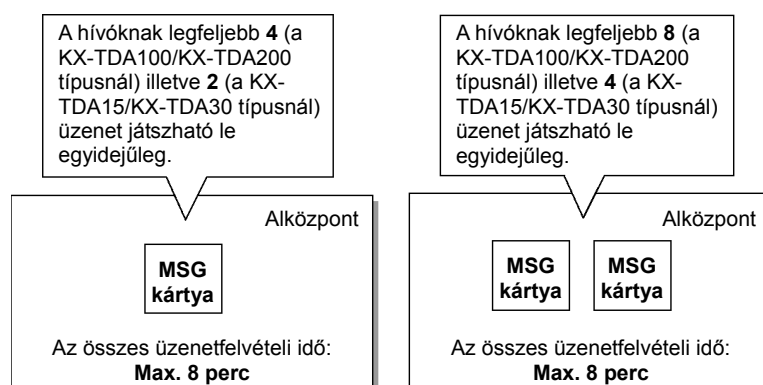 A hívóknak legfeljebb 4 (a
KX-TDA100/KX-TDA200
típusnál) illetve 2 (a KX-
TDA15/KX-TDA30 típusnál)
üzenet játszható le
egyidejűleg.
Alközpont
MSG
kártya
Az összes üzenetfelvételi idő:
Max. 8 perc
A hívóknak legfeljebb 8 (a
KX-TDA100/KX-TDA200
típusnál) illetve 4 (a KX-
TDA15/KX-TDA30 típusnál)
üzenet játszható le
egyidejűleg.
Alközpont
MSG
kártya
MSG
kártya
Az összes üzenetfelvételi idő:
Max. 8 perc